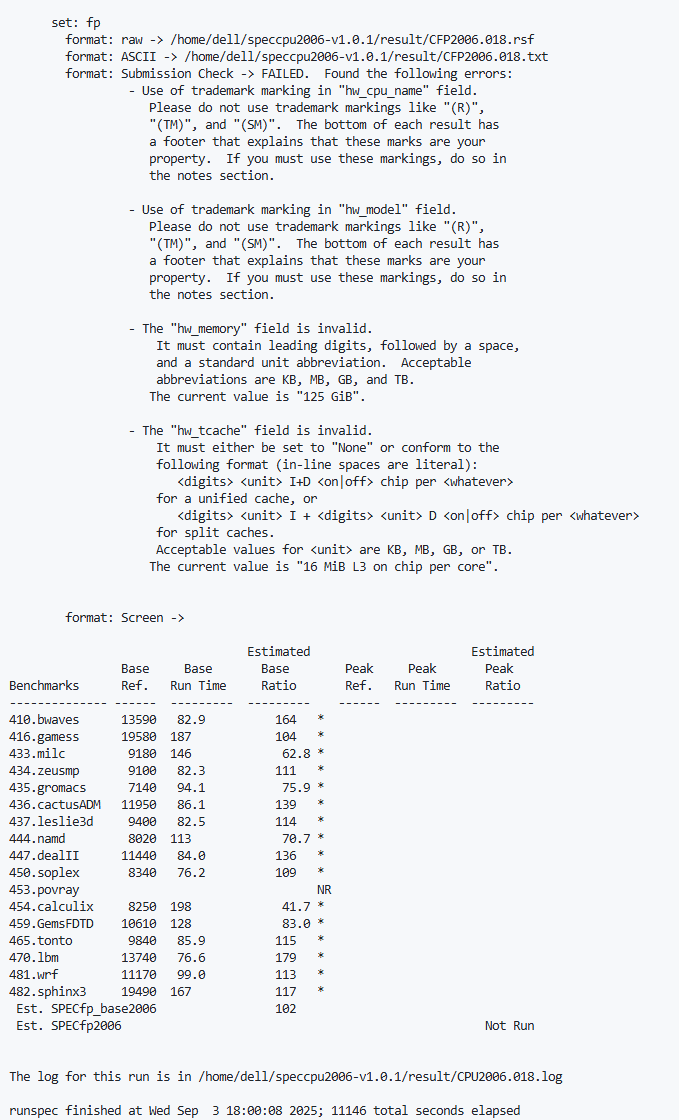 set: fp
format: raw -> /home/dell/speccpu2006-v1.0.1/result/CFP2006.018.rsf
format: ASCII -> /home/dell/speccpu2006-v1.0.1/result/CFP2006.018.txt
format: Submission Check -> FAILED.  Found the following errors:
- Use of trademark marking in "hw_cpu_name" field.
Please do not use trademark markings like "(R)",
"(TM)", and "(SM)".  The bottom of each result has
a footer that explains that these marks are your
property.  If you must use these markings, do so in
the notes section.
- Use of trademark marking in "hw_model" field.
Please do not use trademark markings like "(R)",
"(TM)", and "(SM)".  The bottom of each result has
a footer that explains that these marks are your
property.  If you must use these markings, do so in
the notes section.
- The "hw_memory" field is invalid.
It must contain leading digits, followed by a space,
and a standard unit abbreviation.  Acceptable
abbreviations are KB, MB, GB, and TB.
The current value is "125 GiB".
- The "hw_tcache" field is invalid.
It must either be set to "None" or conform to the
following format (in-line spaces are literal):
<digits> <unit> I+D <on|off> chip per <whatever>
for a unified cache, or
<digits> <unit> I + <digits> <unit> D <on|off> chip per <whatever>
for split caches.
Acceptable values for <unit> are KB, MB, GB, or TB.
The current value is "16 MiB L3 on chip per core".
format: Screen ->
Estimated                       Estimated
Base     Base       Base        Peak     Peak       Peak
Benchmarks      Ref.   Run Time     Ratio       Ref.   Run Time     Ratio
-------------- ------  ---------  ---------    ------  ---------  ---------
410.bwaves      13590   82.9          164   *
416.gamess      19580  187            104   *
433.milc         9180  146             62.8 *
434.zeusmp       9100   82.3          111   *
435.gromacs      7140   94.1           75.9 *
436.cactusADM   11950   86.1          139   *
437.leslie3d     9400   82.5          114   *
444.namd         8020  113             70.7 *
447.dealII      11440   84.0          136   *
450.soplex       8340   76.2          109   *
453.povray                                  NR
454.calculix     8250  198             41.7 *
459.GemsFDTD    10610  128             83.0 *
465.tonto        9840   85.9          115   *
470.lbm         13740   76.6          179   *
481.wrf         11170   99.0          113   *
482.sphinx3     19490  167            117   *
Est. SPECfp_base2006                 102
Est. SPECfp2006                                                    Not Run
The log for this run is in /home/dell/speccpu2006-v1.0.1/result/CPU2006.018.log
runspec finished at Wed Sep  3 18:00:08 2025; 11146 total seconds elapsed